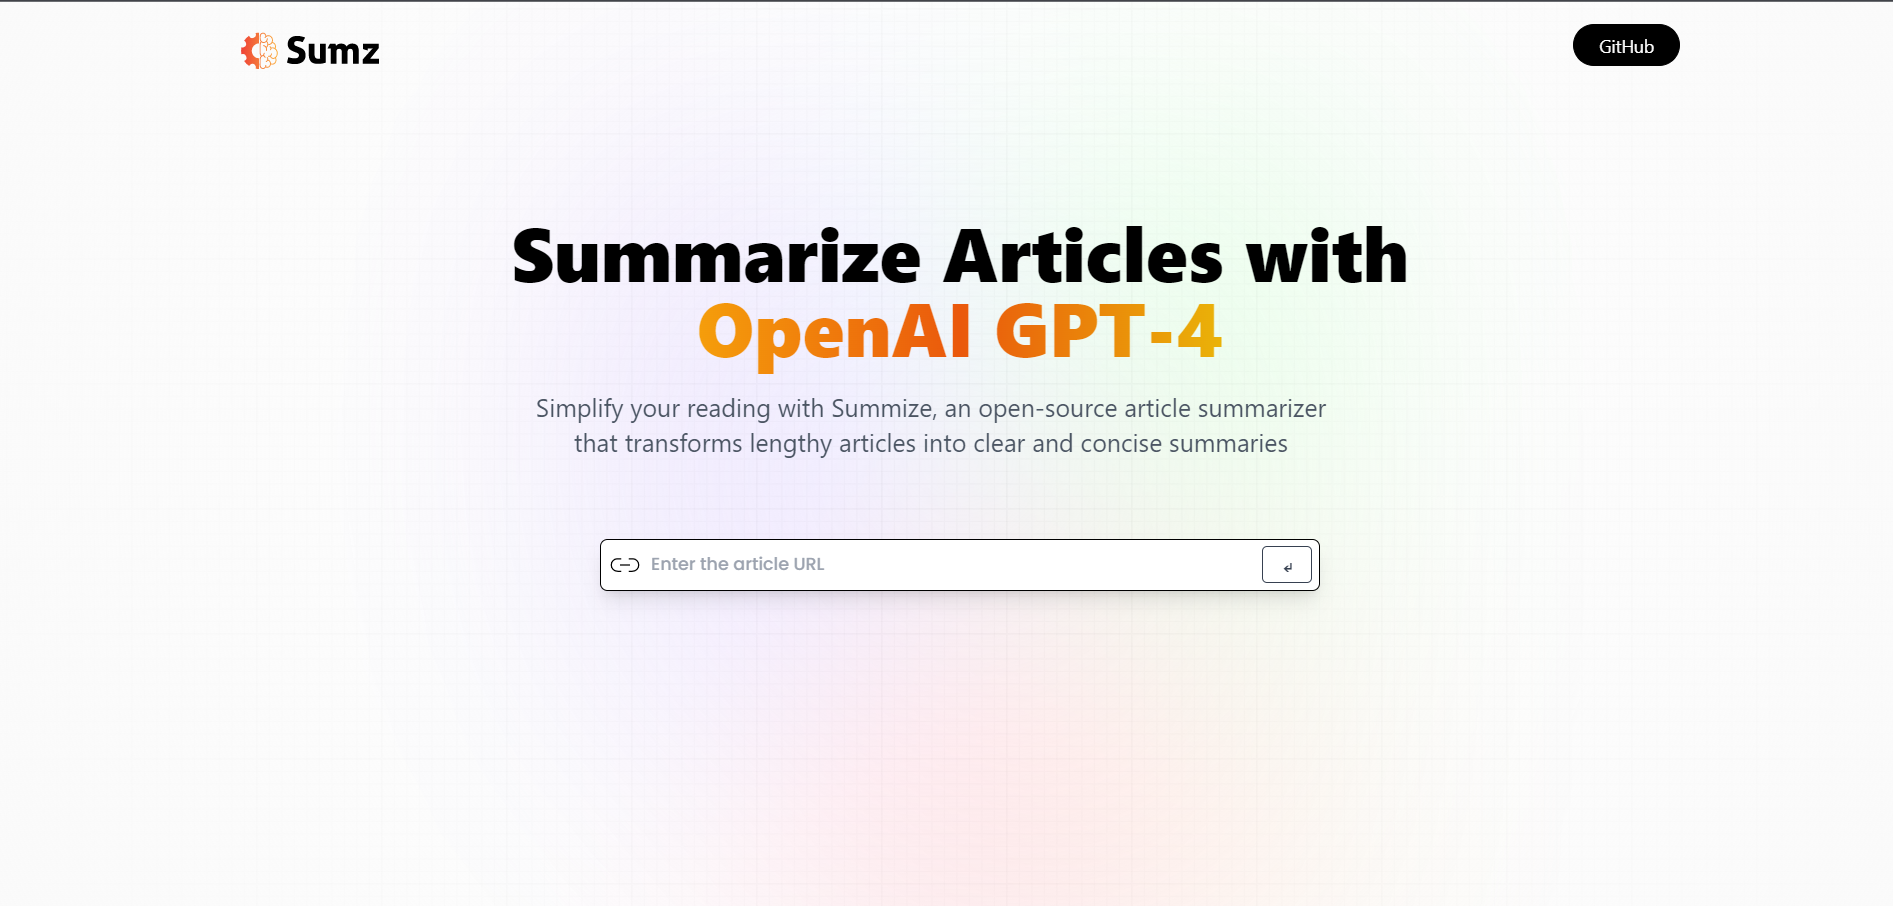 Sumz
GitHub
Summarize Articles with
OpenAI GPT-4
Simplify your reading with Summize, an open-source article summarizer
that transforms lengthy articles into clear and concise summaries
Enter the article URL
↵